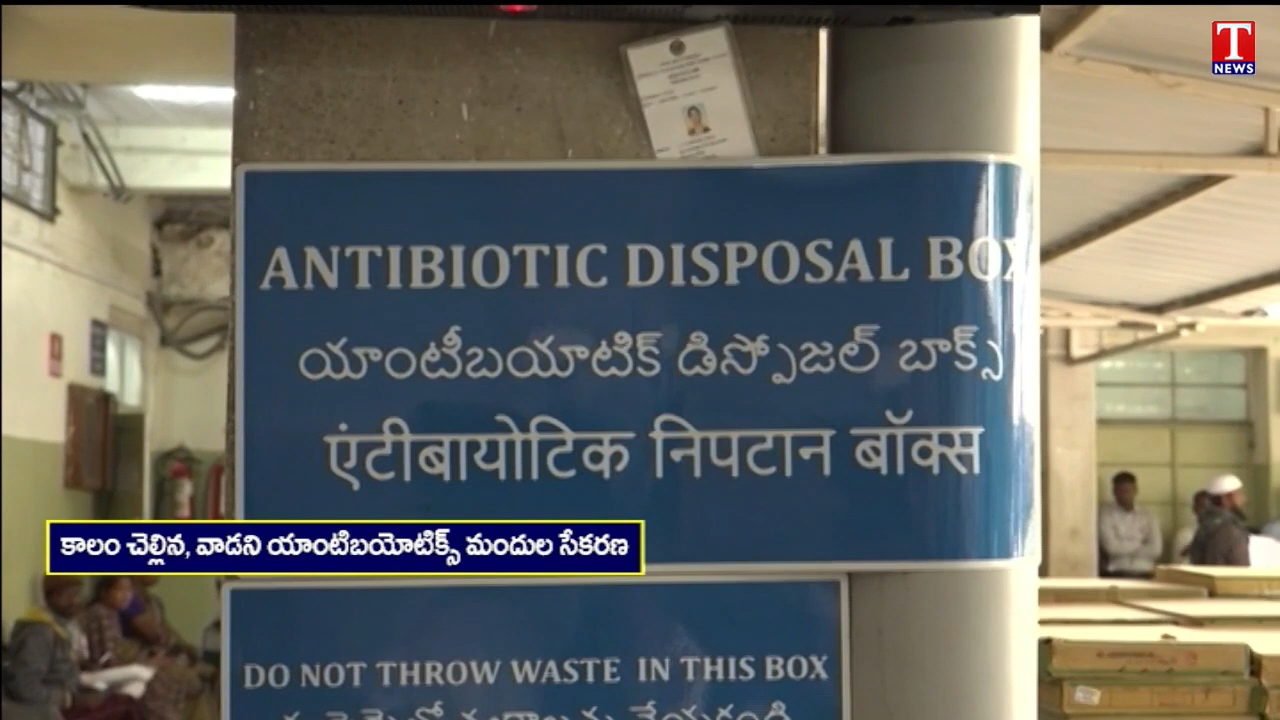 T
NEWS
ANTIBIOTIC DISPOSAL BOX
యాంటీబయాటిక్ డిస్పోజల్ బాక్స్
एंटीबायोटिक निपटान बॉक्स
కాలం చెల్లిన, వాడని యాంటిబయోటిక్స్ మందుల సేకరణ
DO NOT THROW WASTE IN THIS BOX